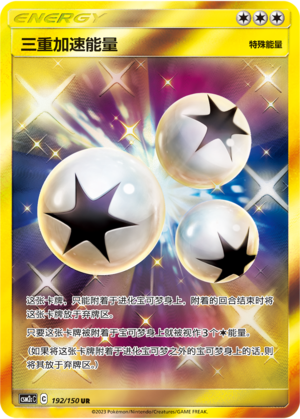 ENERGY
三重加速能量
特殊能量
这张卡牌，只能附着于进化宝可梦身上，附着的回合结束时将
这张卡牌放于弃牌区。
只要这张卡牌被附着于宝可梦身上就被视作3个能量。
(如果将这张卡牌附着于进化宝可梦之外的宝可梦身上的话，则
将其放于弃牌区。)
CSM2c C C 192/150 UR
©2023 Pokémon/Nintendo/Creatures/GAME FREAK.